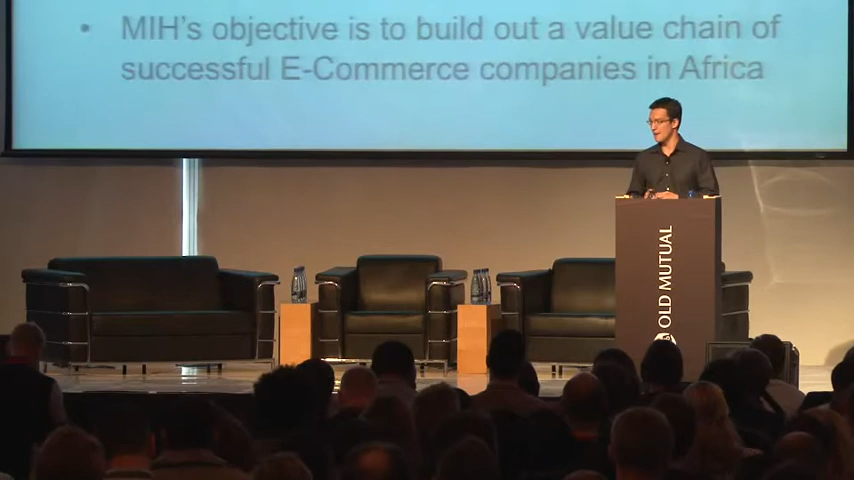 • MIH's objective is to build out a value chain of
successful E-Commerce companies in Africa
OLD MUTUAL